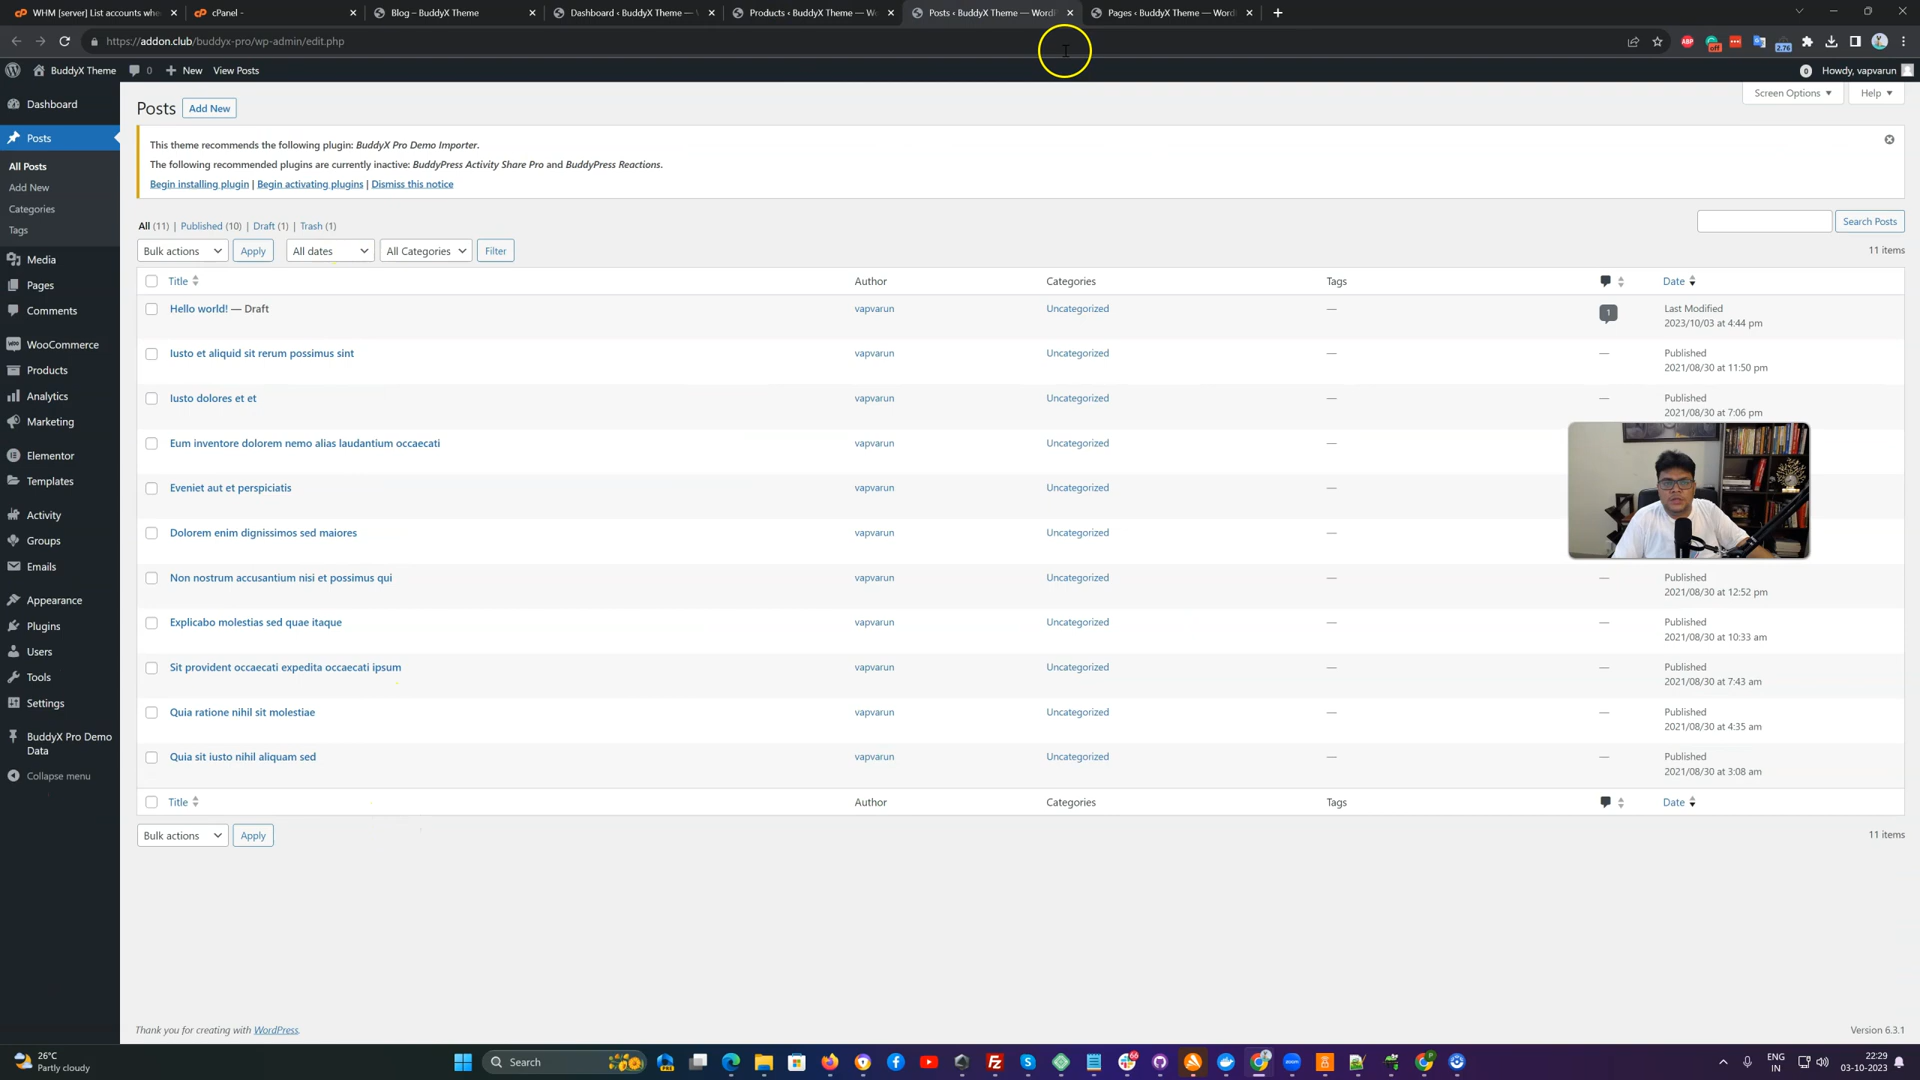 WHM [server] List accounts whe
cPanel -
Blog – BuddyX Theme
Dashboard ‹ BuddyX Theme —
Products ‹ BuddyX Theme — Wo
Posts ‹ BuddyX Theme — WordP
Pages ‹ BuddyX Theme — Word
https://addon.club/buddyx-pro/wp-admin/edit.php
off
2.76
BuddyX Theme
0
New
View Posts
0
Howdy, vapvarun
Dashboard
Posts
All Posts
Add New
Categories
Tags
Media
Pages
Comments
WooCommerce
Products
Analytics
Marketing
Elementor
Templates
Activity
Groups
Emails
Appearance
Plugins
Users
Tools
Settings
BuddyX Pro Demo
Data
Collapse menu
Posts
Add New
Screen Options
Help
This theme recommends the following plugin: BuddyX Pro Demo Importer.
The following recommended plugins are currently inactive: BuddyPress Activity Share Pro and BuddyPress Reactions.
Begin installing plugin | Begin activating plugins | Dismiss this notice
All (11) | Published (10) | Draft (1) | Trash (1)
Search Posts
Bulk actions
Apply
All dates
All Categories
Filter
11 items
Title
Author
Categories
Tags
Date
Hello world! — Draft
vapvarun
Uncategorized
—
1
Last Modified
2023/10/03 at 4:44 pm
Iusto et aliquid sit rerum possimus sint
vapvarun
Uncategorized
—
—
Published
2021/08/30 at 11:50 pm
Iusto dolores et et
vapvarun
Uncategorized
—
—
Published
2021/08/30 at 7:06 pm
Eum inventore dolorem nemo alias laudantium occaecati
vapvarun
Uncategorized
—
Eveniet aut et perspiciatis
vapvarun
Uncategorized
—
Dolorem enim dignissimos sed maiores
vapvarun
Uncategorized
—
Non nostrum accusantium nisi et possimus qui
vapvarun
Uncategorized
—
—
Published
2021/08/30 at 12:52 pm
Explicabo molestias sed quae itaque
vapvarun
Uncategorized
—
—
Published
2021/08/30 at 10:33 am
Sit provident occaecati expedita occaecati ipsum
vapvarun
Uncategorized
—
—
Published
2021/08/30 at 7:43 am
Quia ratione nihil sit molestiae
vapvarun
Uncategorized
—
—
Published
2021/08/30 at 4:35 am
Quia sit iusto nihil aliquam sed
vapvarun
Uncategorized
—
—
Published
2021/08/30 at 3:08 am
Title
Author
Categories
Tags
Date
Bulk actions
Apply
11 items
Thank you for creating with WordPress.
Version 6.3.1
26°C
Partly cloudy
Search
ENG
IN
22:29
03-10-2023